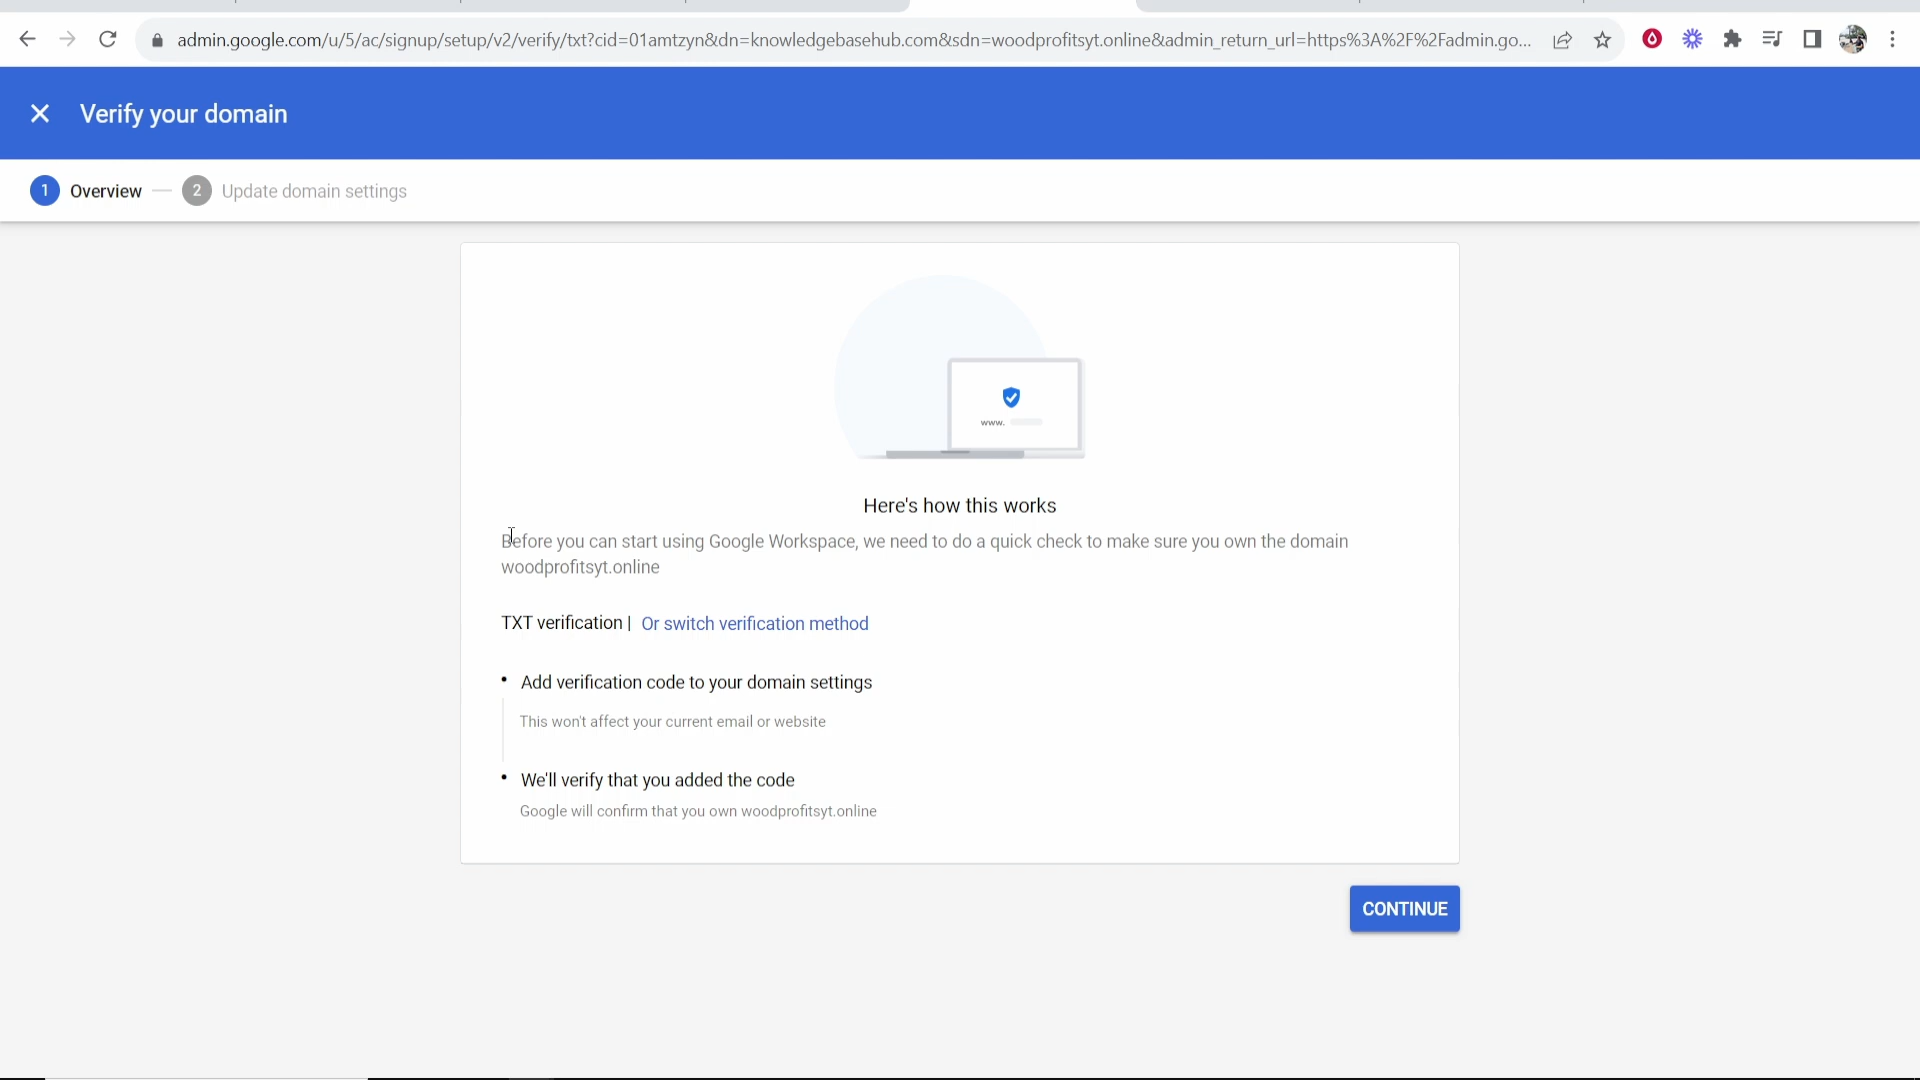 admin.google.com/u/5/ac/signup/setup/v2/verify/txt?cid=01amtzyn&dn=knowledgebasehub.com&sdn=woodprofitsyt.online&admin_return_url=https%3A%2F%2Fadmin.go...
Verify your domain
1 Overview 2 Update domain settings
www.
Here's how this works
Before you can start using Google Workspace, we need to do a quick check to make sure you own the domain
woodprofitsyt.online
TXT verification | Or switch verification method
• Add verification code to your domain settings
This won't affect your current email or website
• We'll verify that you added the code
Google will confirm that you own woodprofitsyt.online
CONTINUE